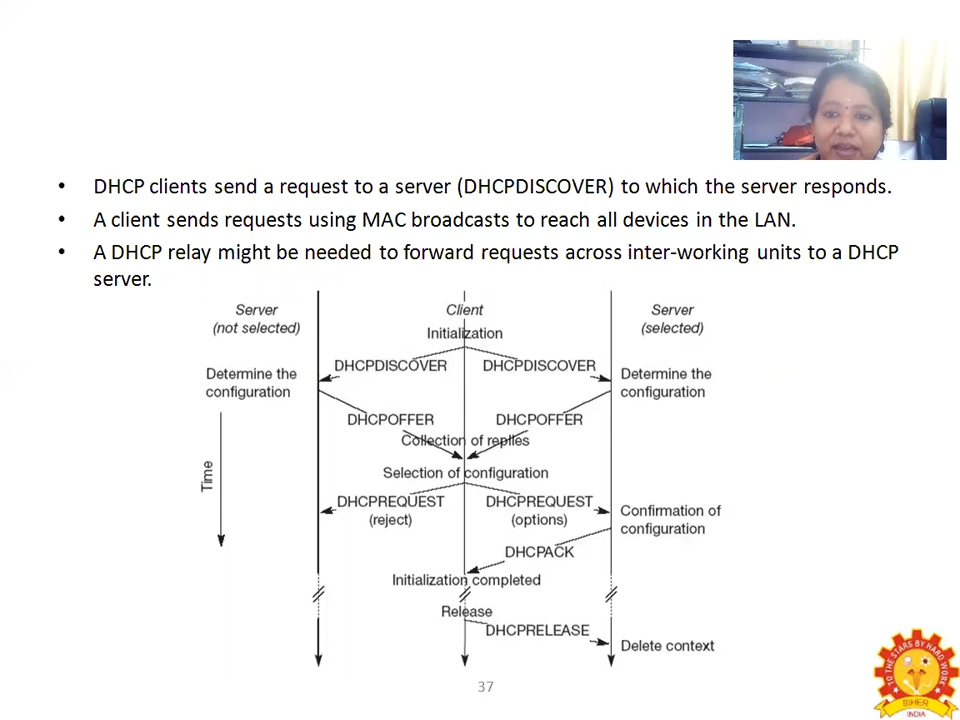 • DHCP clients send a request to a server (DHCPDISCOVER) to which the server responds.
• A client sends requests using MAC broadcasts to reach all devices in the LAN.
• A DHCP relay might be needed to forward requests across inter-working units to a DHCP
server.
Server
(not selected)
Client
Server
(selected)
Initialization
DHCPDISCOVER
DHCPDISCOVER
Determine the
configuration
Determine the
configuration
DHCPOFFER
DHCPOFFER
Collection of replies
Time
Selection of configuration
DHCPREQUEST
(reject)
DHCPREQUEST
(options)
Confirmation of
configuration
DHCPACK
Initialization completed
Release
DHCPRELEASE
Delete context
37
TO THE STARS BY HARD WORK
BIHER
INDIA